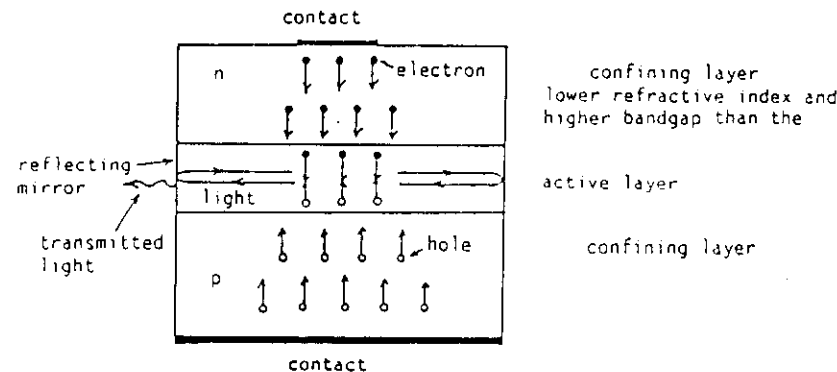 contact
n
electron
confining layer
lower refractive index and
higher bandgap than the
reflecting
mirror
light
active layer
transmitted
light
hole
confining layer
p
contact